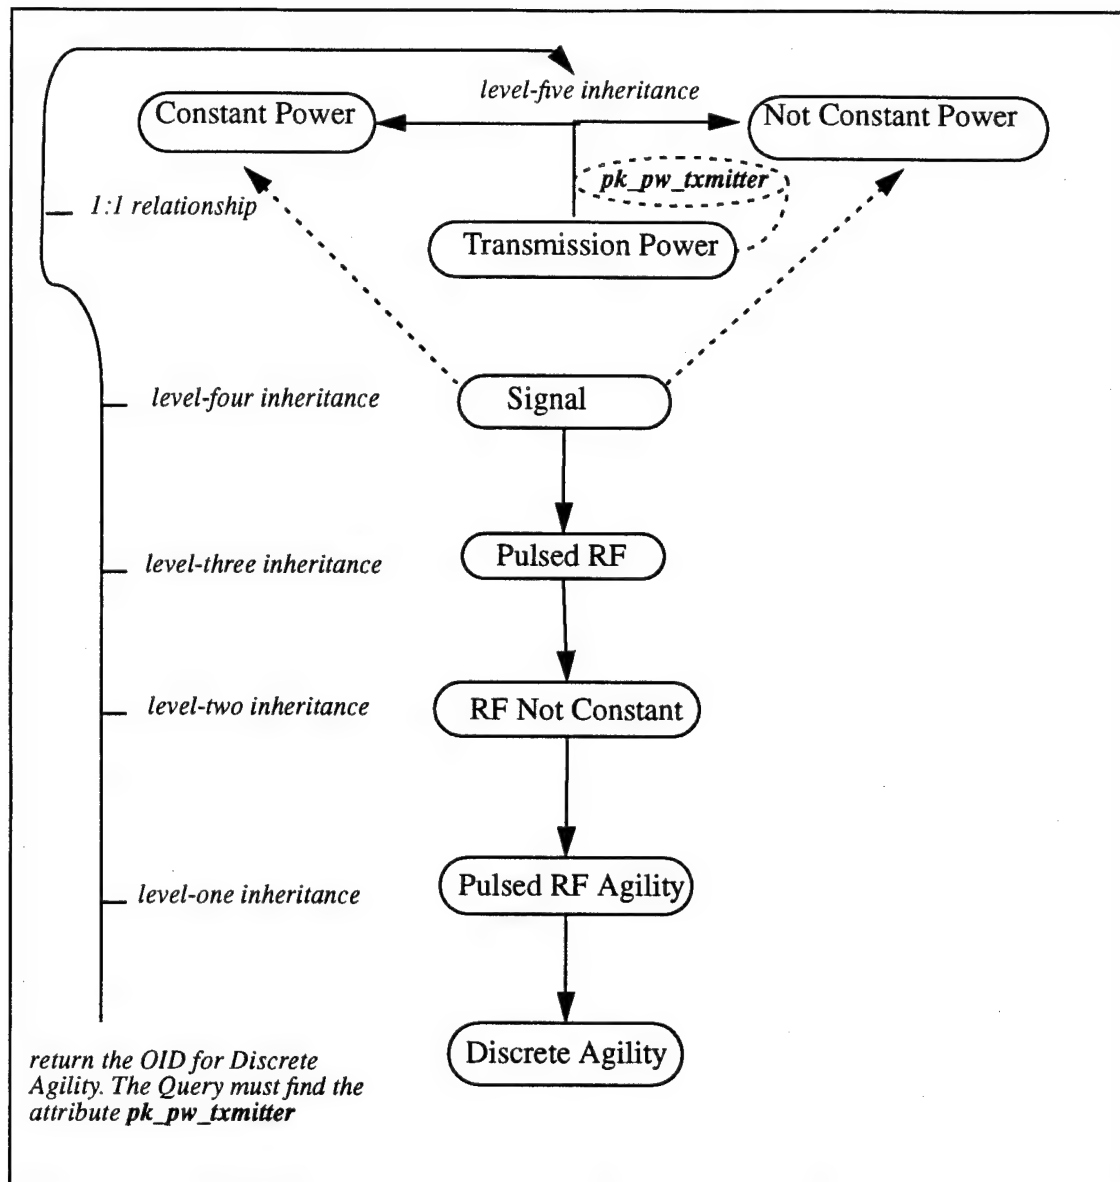 level-five inheritance
Constant Power
Not Constant Power
pk_pw_txmitter
1:1 relationship
Transmission Power
level-four inheritance
Signal
level-three inheritance
Pulsed RF
level-two inheritance
RF Not Constant
level-one inheritance
Pulsed RF Agility
return the OID for Discrete
Agility. The Query must find the
attribute pk_pw_txmitter
Discrete Agility